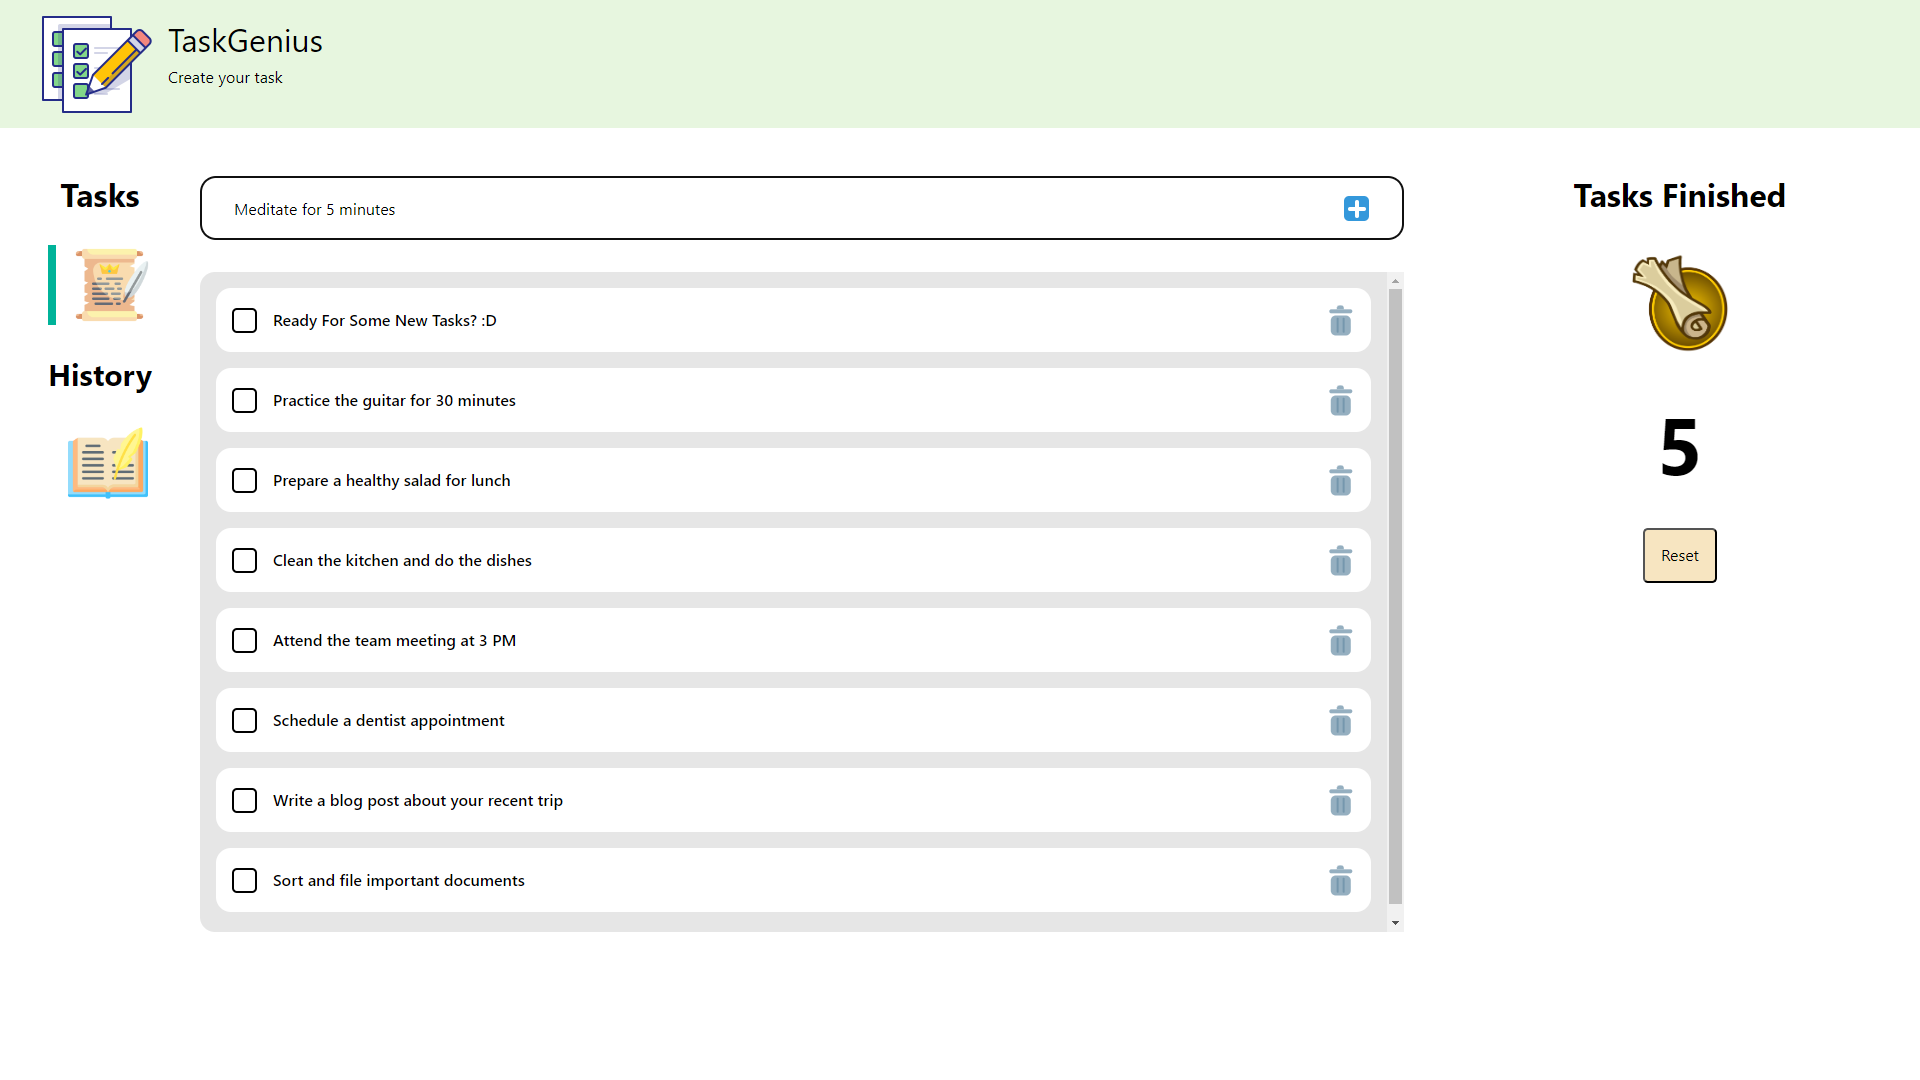 TaskGenius
Create your task
Tasks
History
Meditate for 5 minutes
Ready For Some New Tasks? :D
Practice the guitar for 30 minutes
Prepare a healthy salad for lunch
Clean the kitchen and do the dishes
Attend the team meeting at 3 PM
Schedule a dentist appointment
Write a blog post about your recent trip
Sort and file important documents
Tasks Finished
5
Reset